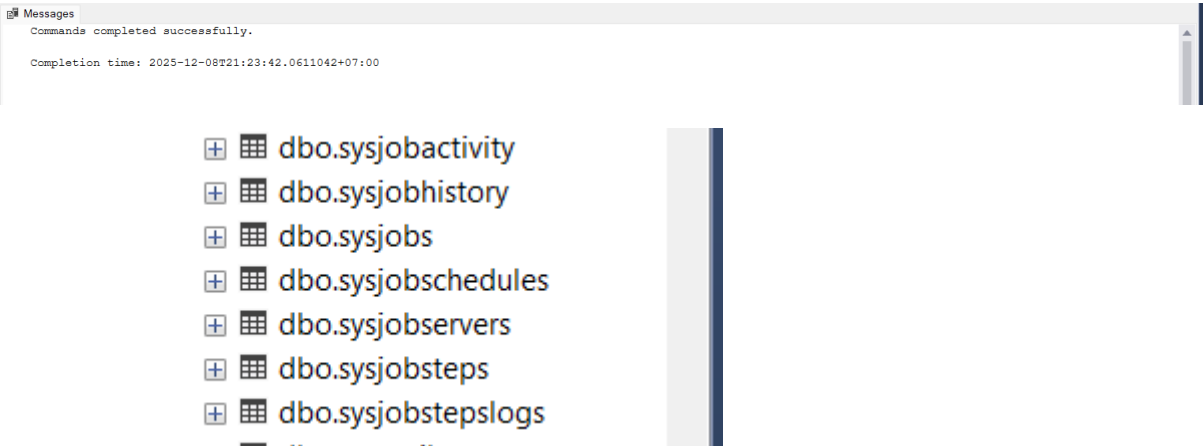 Messages
Commands completed successfully.
Completion time: 2025-12-08T21:23:42.0611042+07:00
dbo.sysjobactivity
dbo.sysjobhistory
dbo.sysjobs
dbo.sysjobschedules
dbo.sysjobservers
dbo.sysjobsteps
dbo.sysjobstepslogs